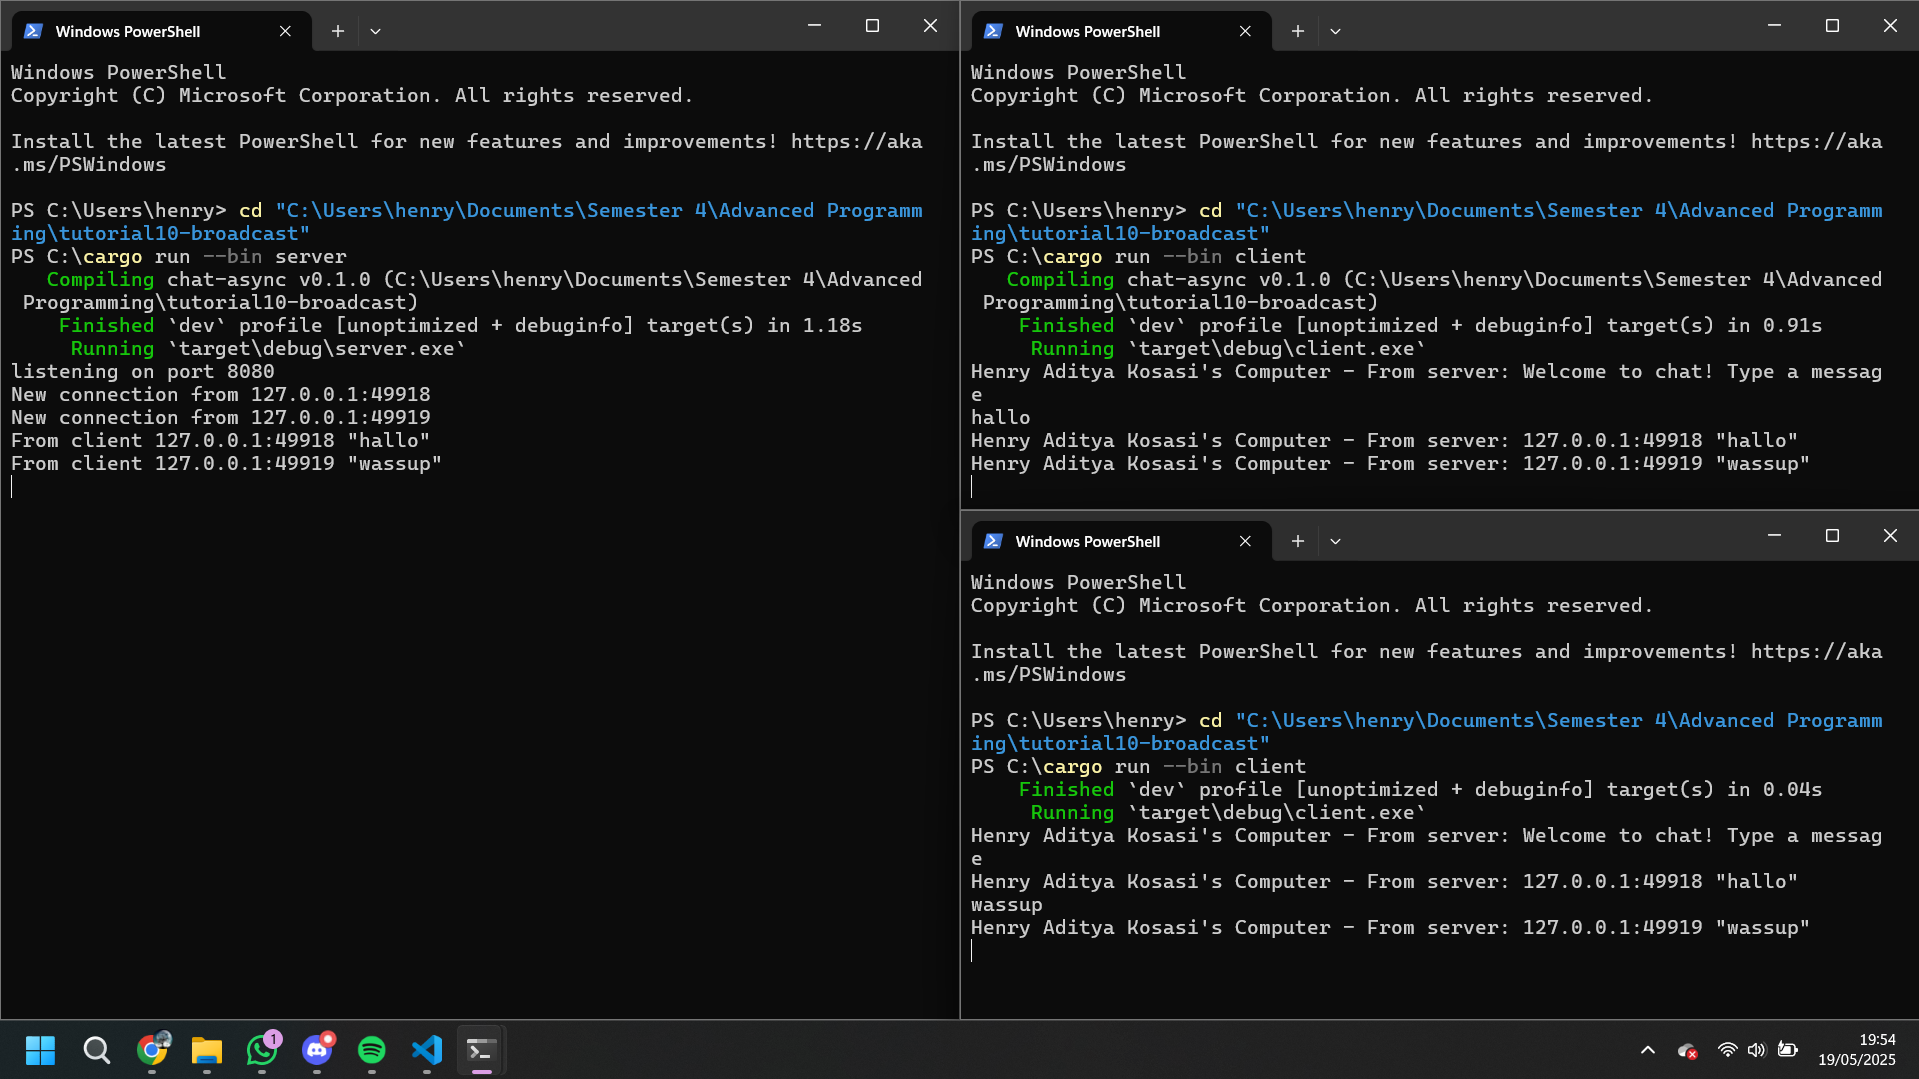 Windows PowerShell
Windows PowerShell
Copyright (C) Microsoft Corporation. All rights reserved.
Install the latest PowerShell for new features and improvements! https://aka
.ms/PSWindows
PS C:\Users\henry> cd "C:\Users\henry\Documents\Semester 4\Advanced Programm
ing\tutorial10-broadcast"
PS C:\cargo run --bin server
   Compiling chat-async v0.1.0 (C:\Users\henry\Documents\Semester 4\Advanced
 Programming\tutorial10-broadcast)
    Finished `dev` profile [unoptimized + debuginfo] target(s) in 1.18s
     Running `target\debug\server.exe`
listening on port 8080
New connection from 127.0.0.1:49918
New connection from 127.0.0.1:49919
From client 127.0.0.1:49918 "hallo"
From client 127.0.0.1:49919 "wassup"
Windows PowerShell
Windows PowerShell
Copyright (C) Microsoft Corporation. All rights reserved.
Install the latest PowerShell for new features and improvements! https://aka
.ms/PSWindows
PS C:\Users\henry> cd "C:\Users\henry\Documents\Semester 4\Advanced Programm
ing\tutorial10-broadcast"
PS C:\cargo run --bin client
   Compiling chat-async v0.1.0 (C:\Users\henry\Documents\Semester 4\Advanced
 Programming\tutorial10-broadcast)
    Finished `dev` profile [unoptimized + debuginfo] target(s) in 0.91s
     Running `target\debug\client.exe`
Henry Aditya Kosasi's Computer - From server: Welcome to chat! Type a messag
e
hallo
Henry Aditya Kosasi's Computer - From server: 127.0.0.1:49918 "hallo"
Henry Aditya Kosasi's Computer - From server: 127.0.0.1:49919 "wassup"
Windows PowerShell
Windows PowerShell
Copyright (C) Microsoft Corporation. All rights reserved.
Install the latest PowerShell for new features and improvements! https://aka
.ms/PSWindows
PS C:\Users\henry> cd "C:\Users\henry\Documents\Semester 4\Advanced Programm
ing\tutorial10-broadcast"
PS C:\cargo run --bin client
    Finished `dev` profile [unoptimized + debuginfo] target(s) in 0.04s
     Running `target\debug\client.exe`
Henry Aditya Kosasi's Computer - From server: Welcome to chat! Type a messag
e
Henry Aditya Kosasi's Computer - From server: 127.0.0.1:49918 "hallo"
wassup
Henry Aditya Kosasi's Computer - From server: 127.0.0.1:49919 "wassup"
1
19:54
19/05/2025